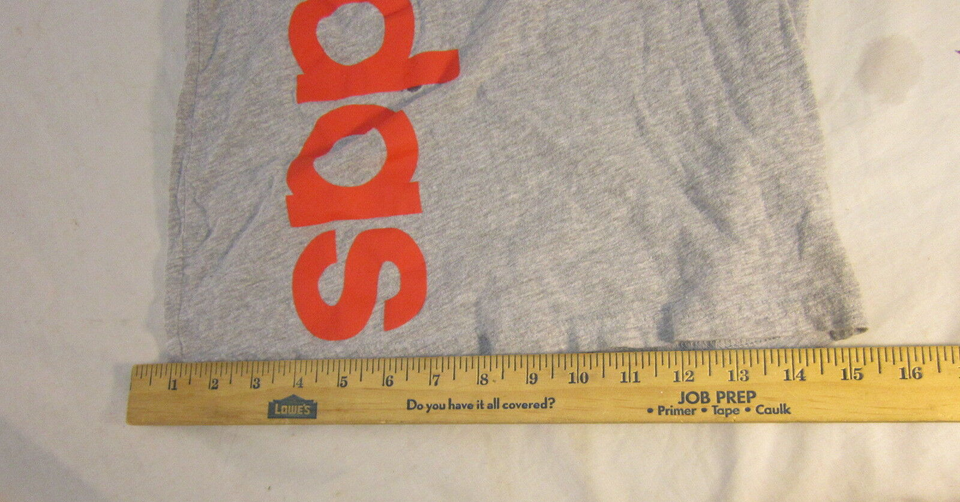 das
1 2 3 4 5 6 7 8 9 10 11 12 13 14 15 16
LOWE'S
Do you have it all covered?
JOB PREP
• Primer • Tape • Caulk